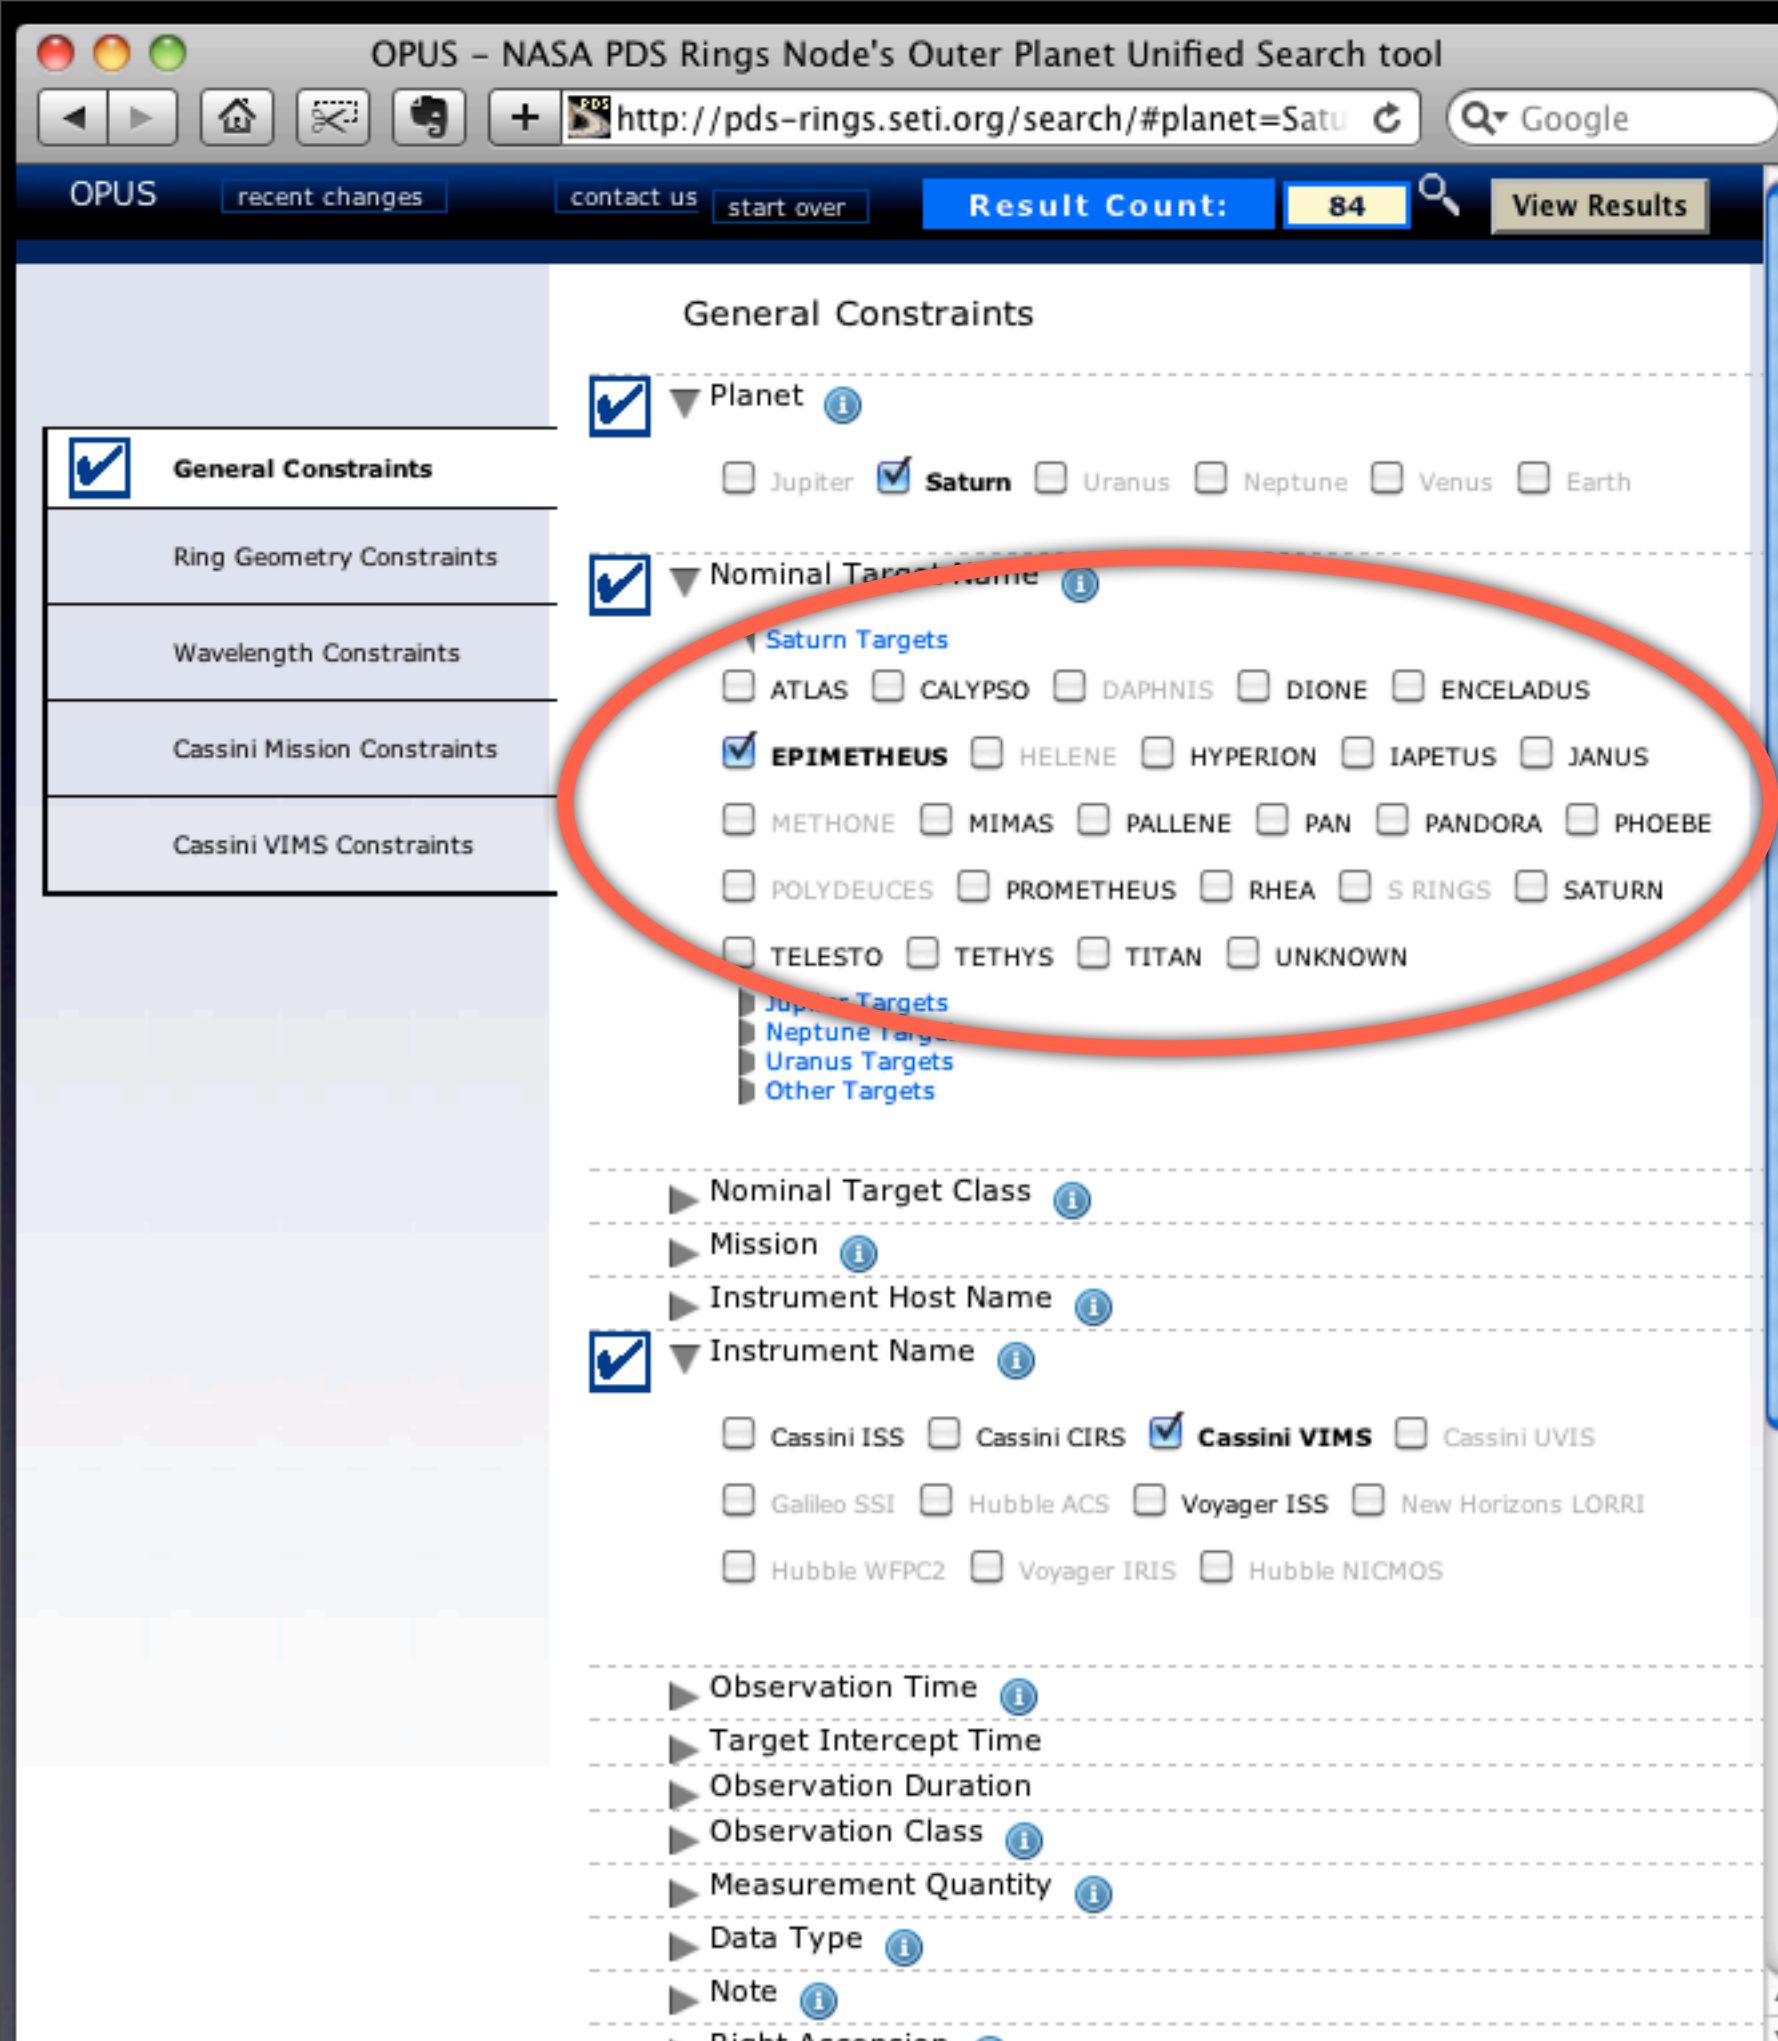 OPUS – NASA PDS Rings Node's Outer Planet Unified Search tool
http://pds-rings.seti.org/search/#planet=Satu Google
OPUS recent changes contact us start over Result Count: 84 View Results
General Constraints
Planet
Jupiter Saturn Uranus Neptune Venus Earth
General Constraints
Ring Geometry Constraints
Wavelength Constraints
Cassini Mission Constraints
Cassini VIMS Constraints
Nominal Target Name
Saturn Targets
ATLAS CALYPSO DAPHNIS DIONE ENCELADUS
EPIMETHEUS HELENE HYPERION IAPETUS JANUS
METHONE MIMAS PALLENE PAN PANDORA PHOEBE
POLYDEUCES PROMETHEUS RHEA S RINGS SATURN
TELESTO TETHYS TITAN UNKNOWN
Jupiter Targets
Neptune Targets
Uranus Targets
Other Targets
Nominal Target Class
Mission
Instrument Host Name
Instrument Name
Cassini ISS Cassini CIRS Cassini VIMS Cassini UVIS
Galileo SSI Hubble ACS Voyager ISS New Horizons LORRI
Hubble WFPC2 Voyager IRIS Hubble NICMOS
Observation Time
Target Intercept Time
Observation Duration
Observation Class
Measurement Quantity
Data Type
Note
Right Ascension